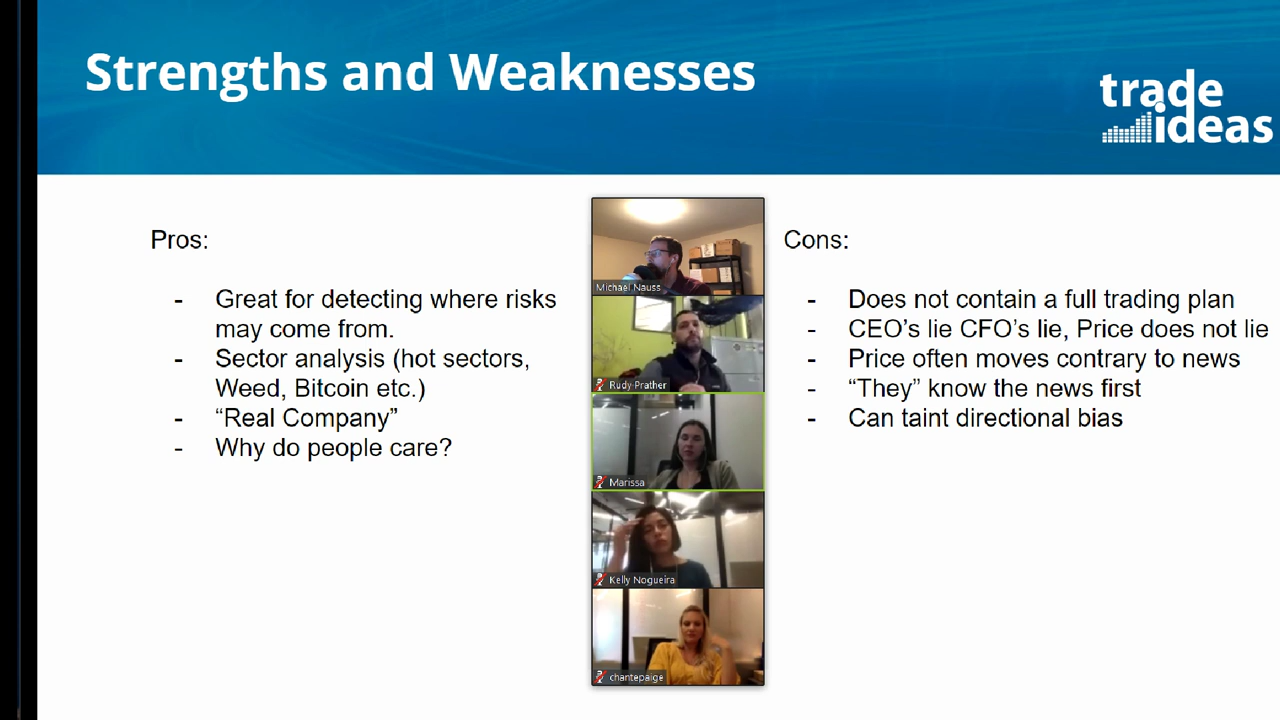 Strengths and Weaknesses
trade
ideas
Pros:
- Great for detecting where risks
may come from.
- Sector analysis (hot sectors,
Weed, Bitcoin etc.)
- “Real Company”
- Why do people care?
Michael Nauss
Rudy Prather
Marissa
Kelly Nogueira
chantepaige
Cons:
- Does not contain a full trading plan
- CEO’s lie CFO’s lie, Price does not lie
- Price often moves contrary to news
- “They” know the news first
- Can taint directional bias